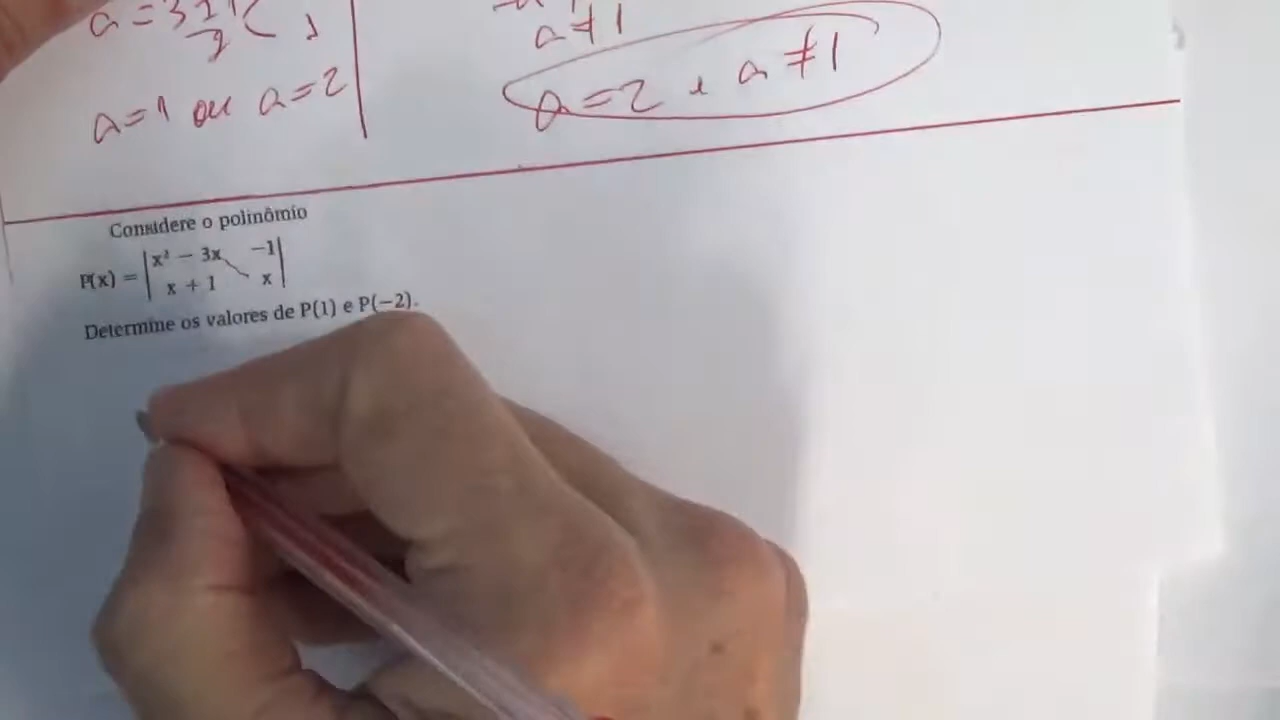 a=1 ou a=2
a≠1
a=2 e a≠1
Considere o polinômio
P(x) = |x² − 3x −1|
|x + 1 x|
Determine os valores de P(1) e P(−2).